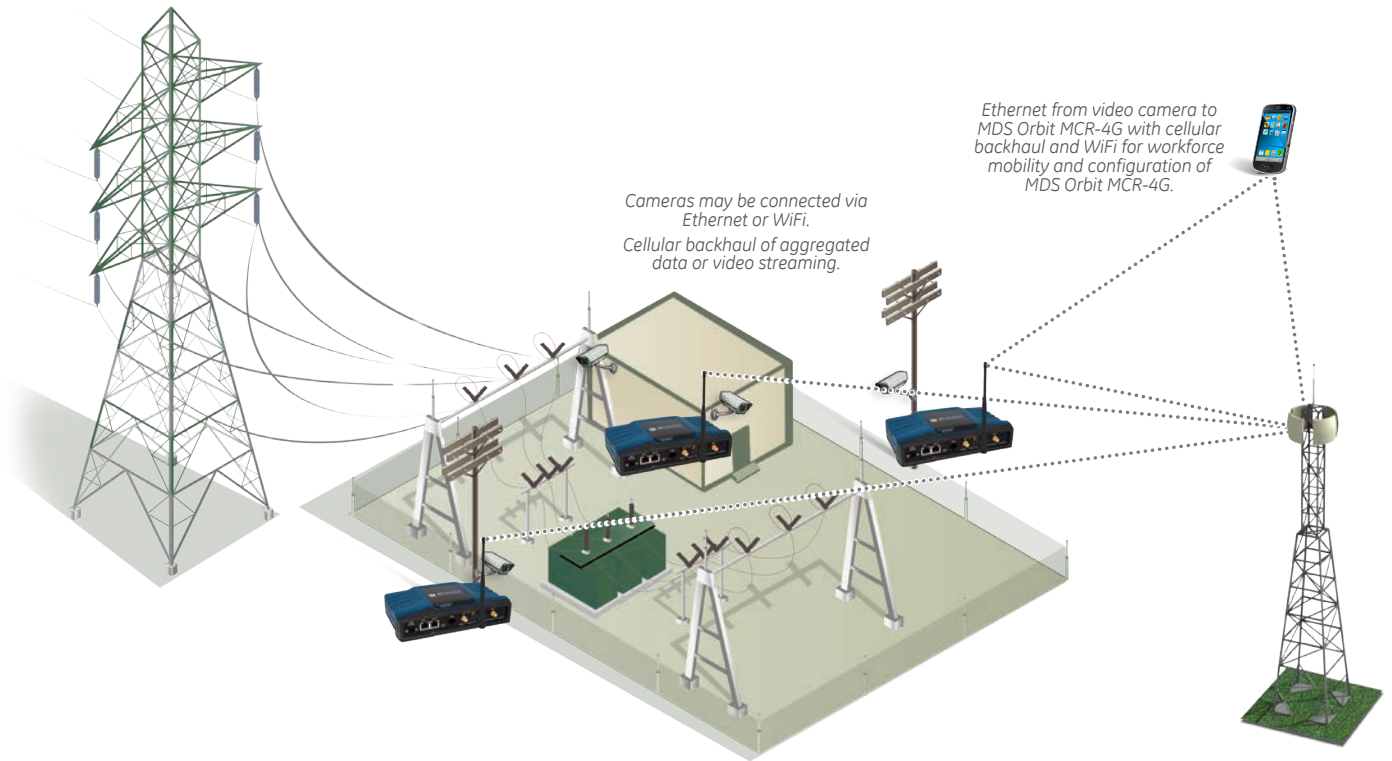 Ethernet from video camera to
MDS Orbit MCR-4G with cellular
backhaul and WiFi for workforce
mobility and configuration of
MDS Orbit MCR-4G.
Cameras may be connected via
Ethernet or WiFi.
Cellular backhaul of aggregated
data or video streaming.